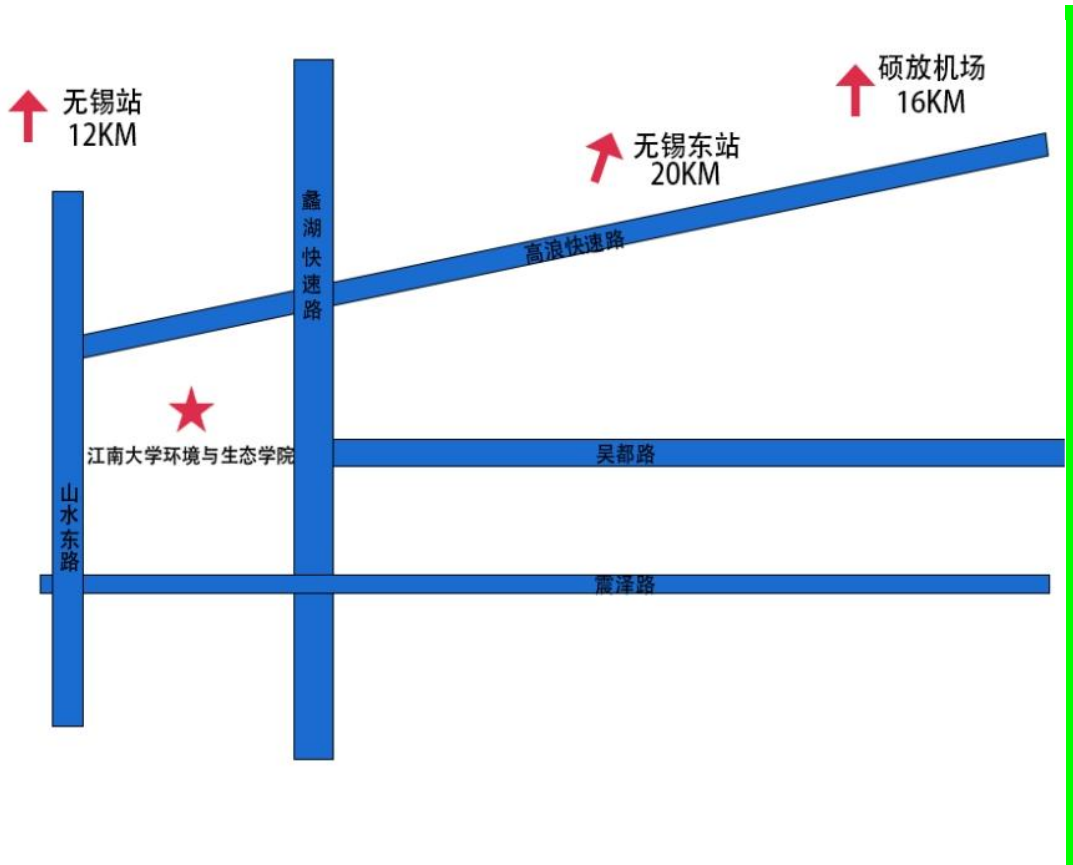 硕放机场
16KM
无锡站
12KM
无锡东站
20KM
蠡湖快速路
高浪快速路
江南大学环境与生态学院
吴都路
山水东路
震泽路